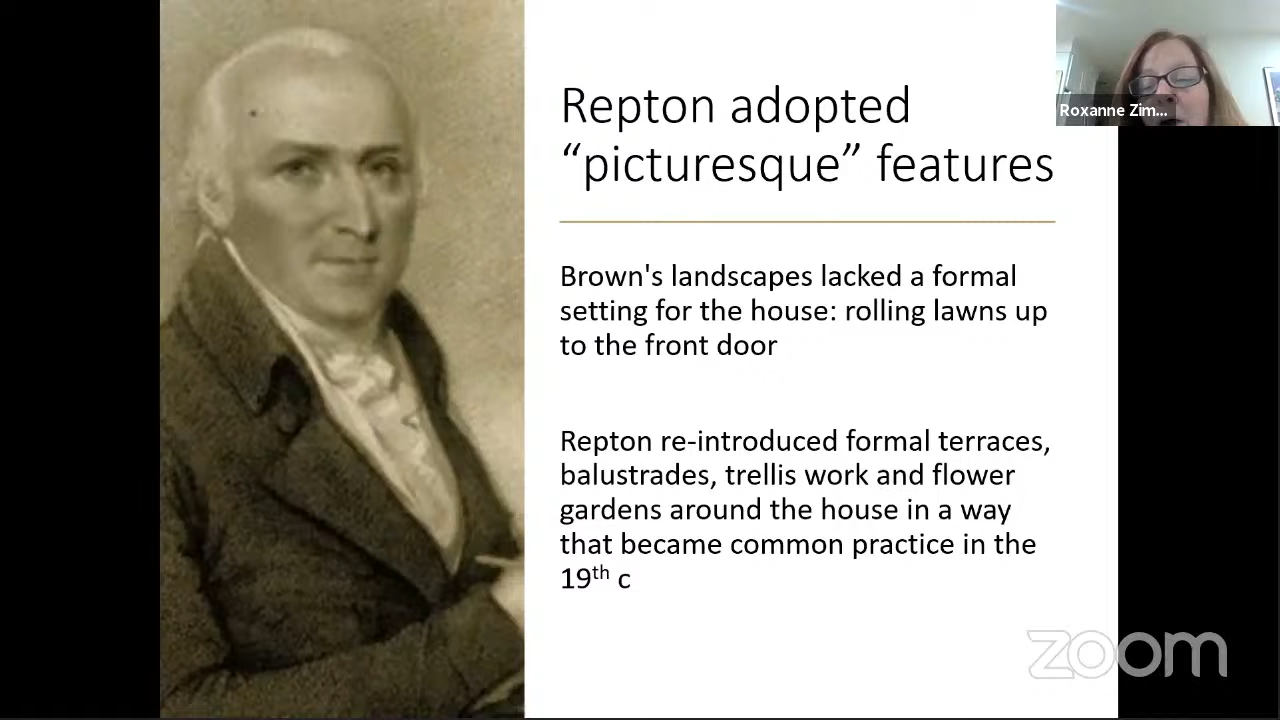 Repton adopted
“picturesque” features
Roxanne Zim...
Brown's landscapes lacked a formal
setting for the house: rolling lawns up
to the front door
Repton re-introduced formal terraces,
balustrades, trellis work and flower
gardens around the house in a way
that became common practice in the
19th c
zoom